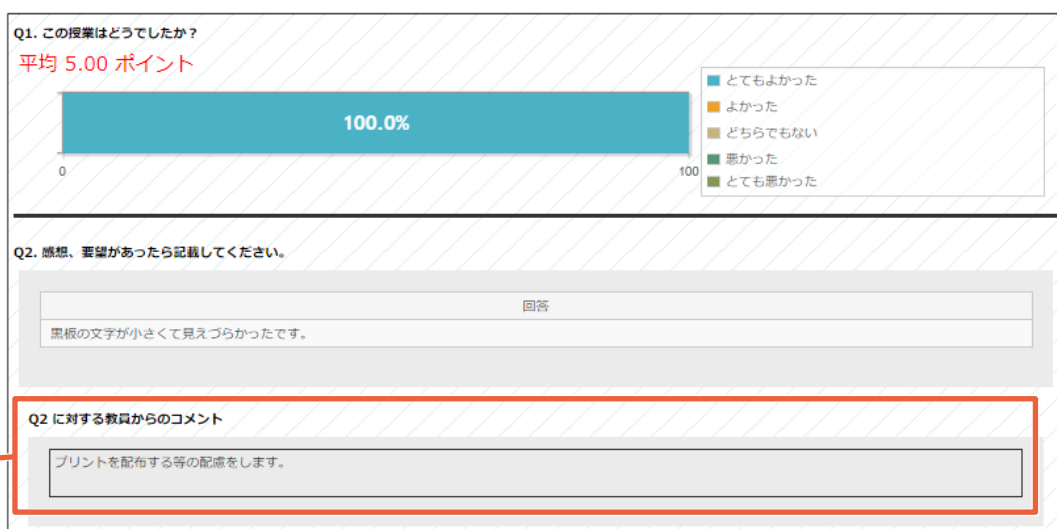 Q1. この授業はどうでしたか？
平均 5.00 ポイント
100.0%
0
100
とてもよかった
よかった
どちらでもない
悪かった
とても悪かった
Q2. 感想、要望があったら記載してください。
回答
黒板の文字が小さくて見えづらかったです。
Q2 に対する教員からのコメント
プリントを配布する等の配慮をします。